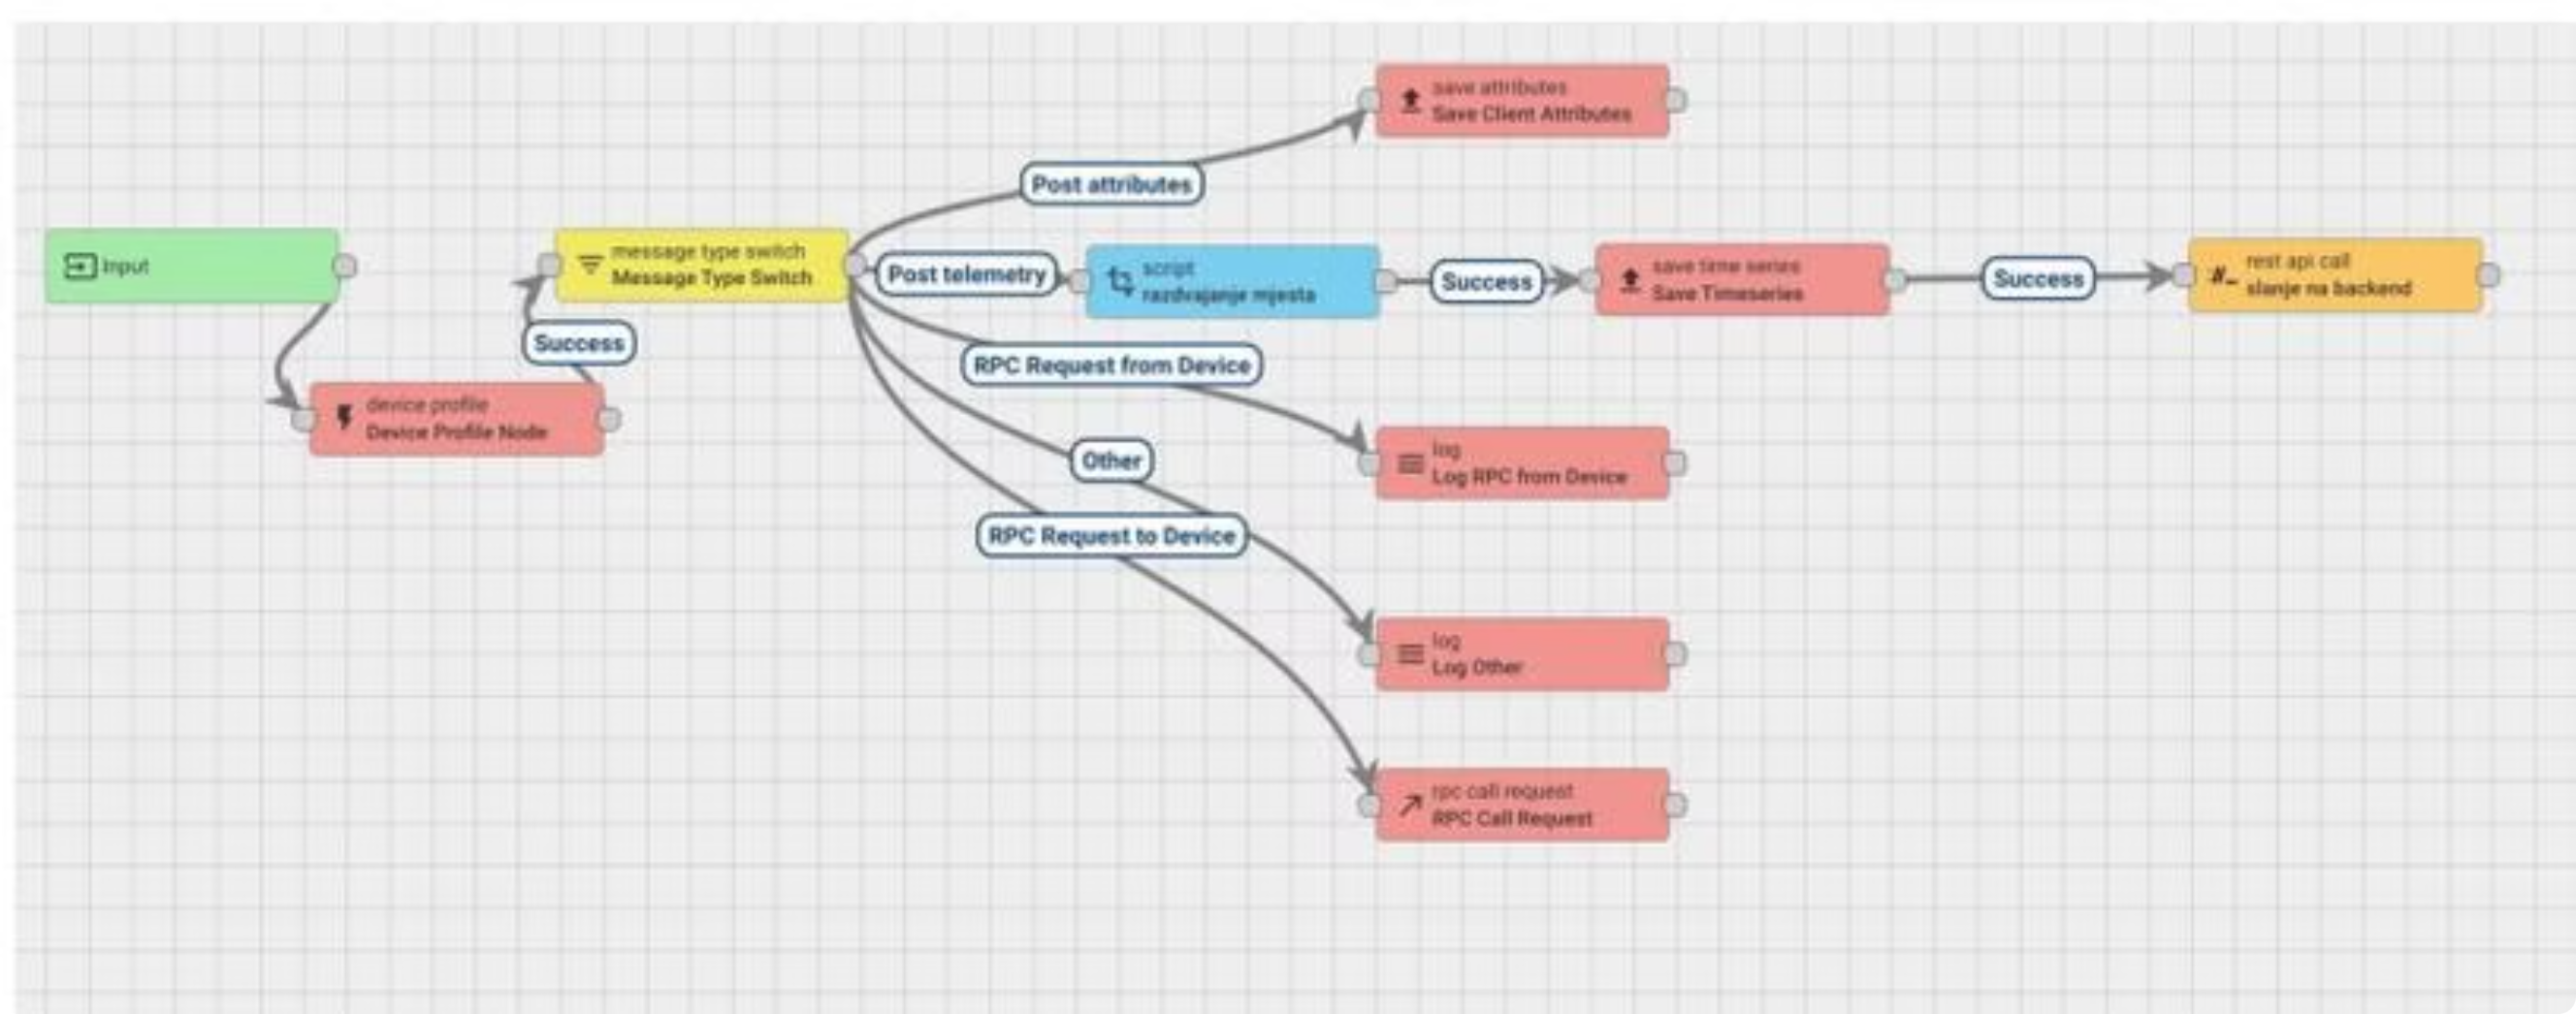 save attributes
Save Client Attributes
Post attributes
Input
message type switch
Message Type Switch
Post telemetry
script
razdvajanje mjesta
Success
save time series
Save Timeseries
Success
rest api call
slanje na backend
Success
RPC Request from Device
device profile
Device Profile Node
Other
log
Log RPC from Device
RPC Request to Device
log
Log Other
rpc call request
RPC Call Request